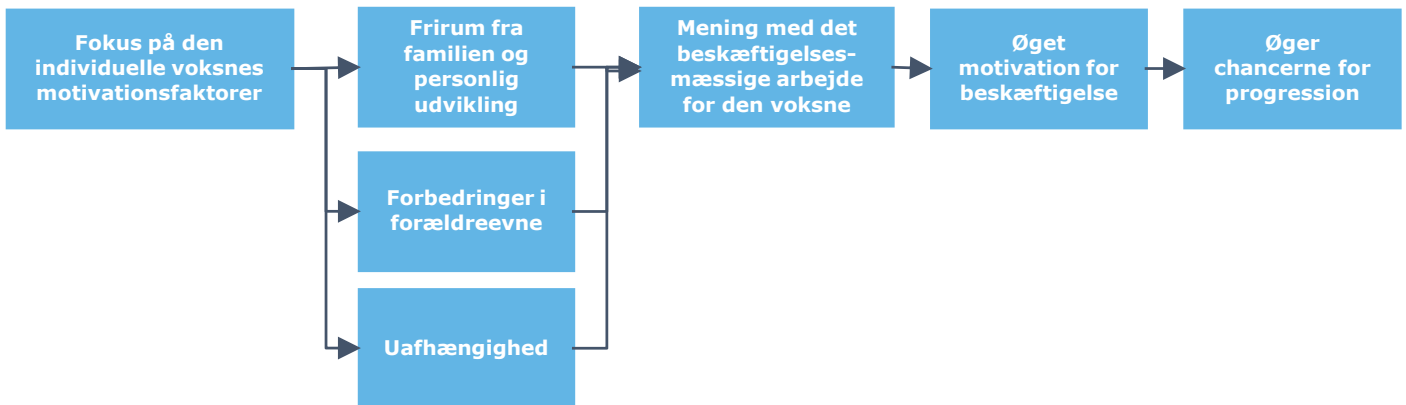 Fokus på den
individuelle voksnes
motivationsfaktorer
Frirum fra
familien og
personlig
udvikling
Forbedringer i
forældreevne
Uafhængighed
Mening med det
beskæftigelses-
mæssige arbejde
for den voksne
Øget
motivation for
beskæftigelse
Øger
chancerne for
progression